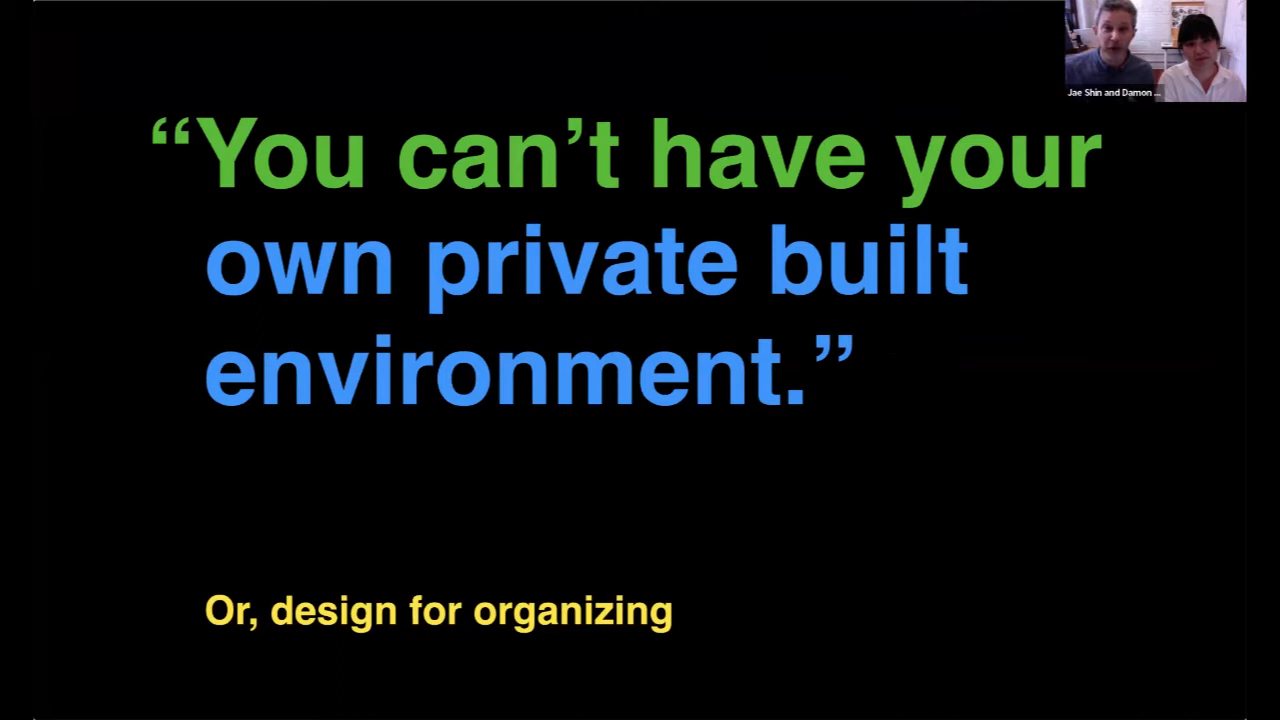 “You can’t have your
own private built
environment.”
Or, design for organizing
Jae Shin and Damon ...